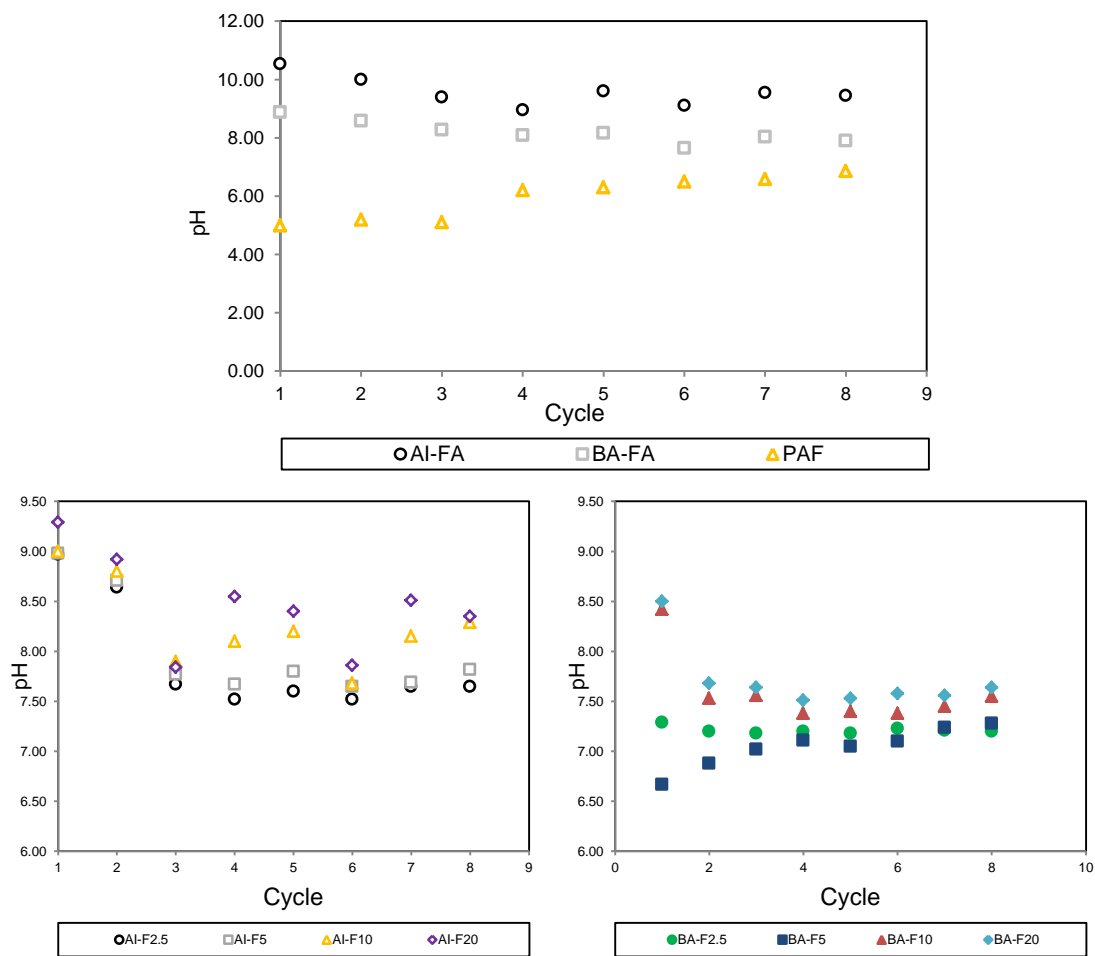 12.00
10.00
8.00
6.00
4.00
2.00
0.00
pH
1 2 3 4 5 6 7 8 9
Cycle
AI-FA BA-FA PAF
9.50
9.00
8.50
8.00
7.50
7.00
6.50
6.00
pH
1 2 3 4 5 6 7 8 9
Cycle
AI-F2.5 AI-F5 AI-F10 AI-F20
9.50
9.00
8.50
8.00
7.50
7.00
6.50
6.00
pH
0 2 4 6 8 10
Cycle
BA-F2.5 BA-F5 BA-F10 BA-F20